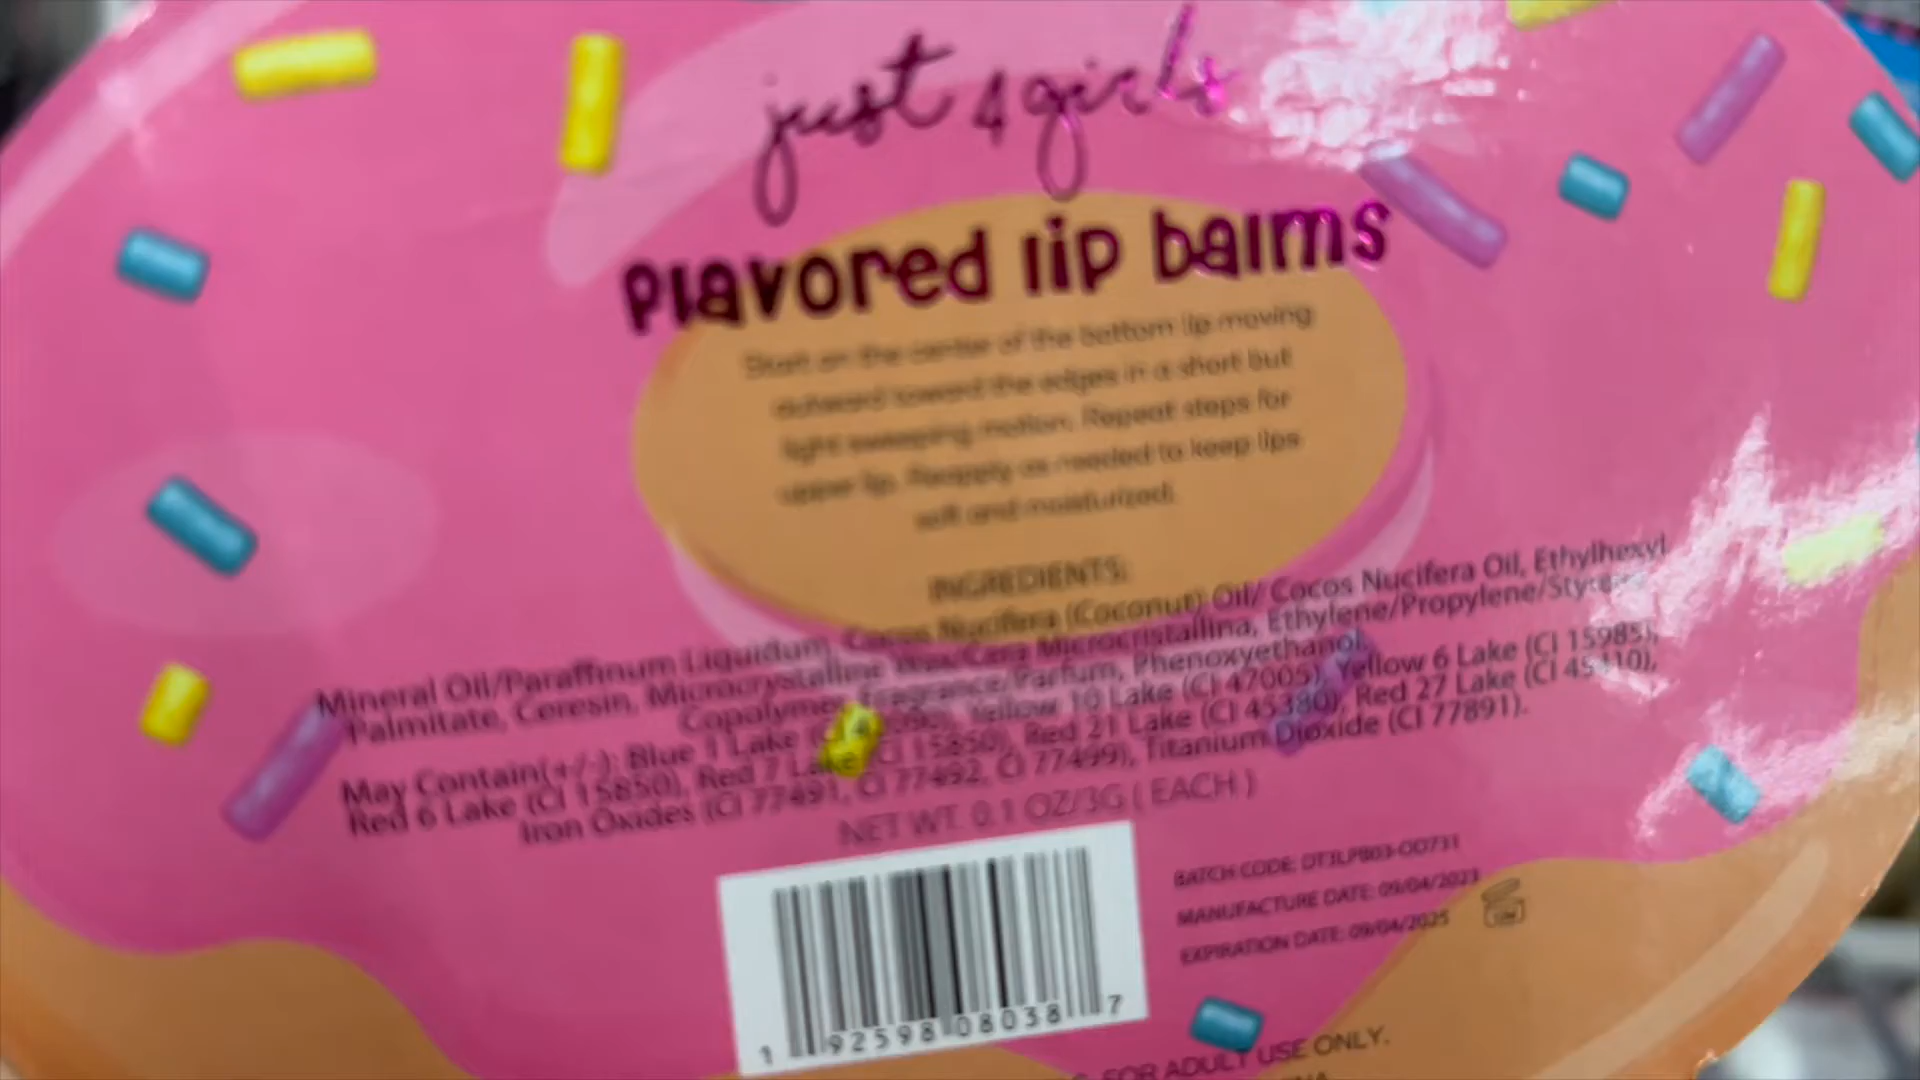 just 4 girls
Flavored lip balms
Start on the center of the bottom lip moving
outward toward the edges in a short but
light sweeping motion. Repeat steps for
upper lip. Reapply as needed to keep lips
soft and moisturized.
INGREDIENTS:
Mineral Oil/Paraffinum Liquidum, Cocos Nucifera (Coconut) Oil/ Cocos Nucifera Oil, Ethylhexyl
Palmitate, Ceresin, Microcrystalline Wax/Cera Microcristallina, Ethylene/Propylene/Styrene
Copolymer, Fragrance/Parfum, Phenoxyethanol.
May Contain(+/-): Blue 1 Lake Yellow 10 Lake (CI 47005), Yellow 6 Lake (CI 15985),
Red 6 Lake (CI 15850), Red 7 Lake (CI 15850), Red 21 Lake (CI 45380), Red 27 Lake (CI 45410),
Iron Oxides (CI 77491, CI 77492, CI 77499), Titanium Dioxide (CI 77891).
NET WT. 0.1 OZ/3G ( EACH )
BATCH CODE: DT3LPB03-OD731
MANUFACTURE DATE: 09/04/2023
EXPIRATION DATE: 09/04/2025
1 92598 08038 7
FOR ADULT USE ONLY.